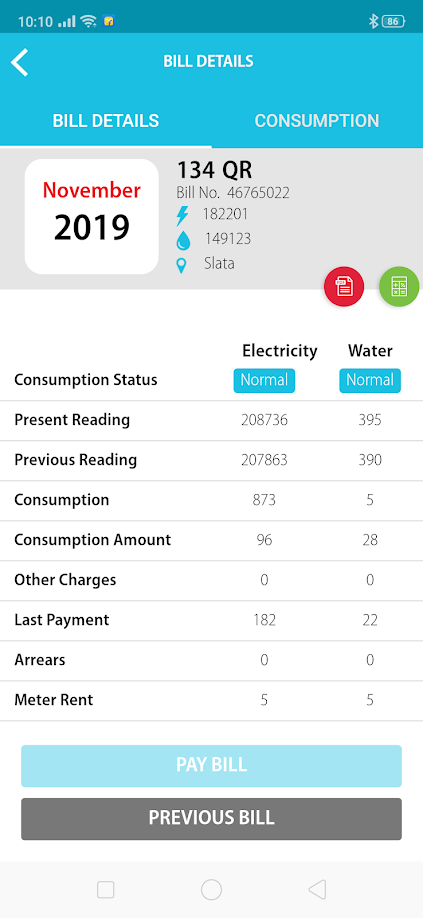 10:10 86
BILL DETAILS
BILL DETAILS CONSUMPTION
November
2019
134 QR
Bill No. 46765022
182201
149123
Slata
Electricity Water
Consumption Status Normal Normal
Present Reading 208736 395
Previous Reading 207863 390
Consumption 873 5
Consumption Amount 96 28
Other Charges 0 0
Last Payment 182 22
Arrears 0 0
Meter Rent 5 5
PAY BILL
PREVIOUS BILL